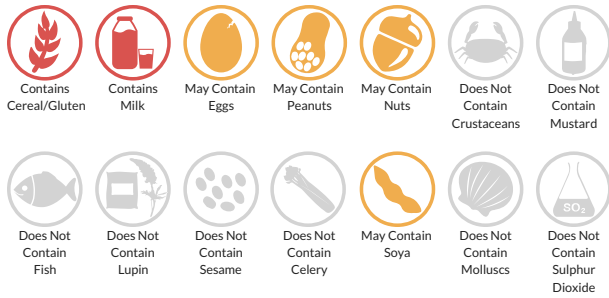 Contains
Cereal/Gluten
Contains
Milk
May Contain
Eggs
May Contain
Peanuts
May Contain
Nuts
Does Not
Contain
Crustaceans
Does Not
Contain
Mustard
Does Not
Contain
Fish
Does Not
Contain
Lupin
Does Not
Contain
Sesame
Does Not
Contain
Celery
May Contain
Soya
Does Not
Contain
Molluscs
SO₂
Does Not
Contain
Sulphur
Dioxide